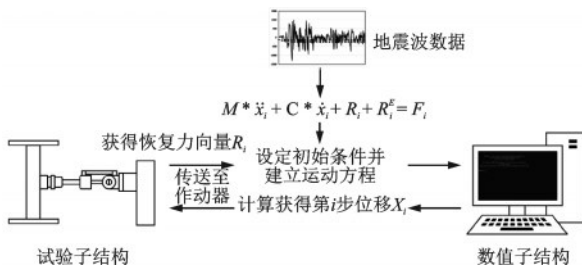 地震波数据
M * ẍᵢ + C * ẋᵢ + Rᵢ + Rᵢᴱ = Fᵢ
获得恢复力向量Rᵢ
设定初始条件并
建立运动方程
传送至
作动器
计算获得第i步位移Xᵢ
试验子结构
数值子结构